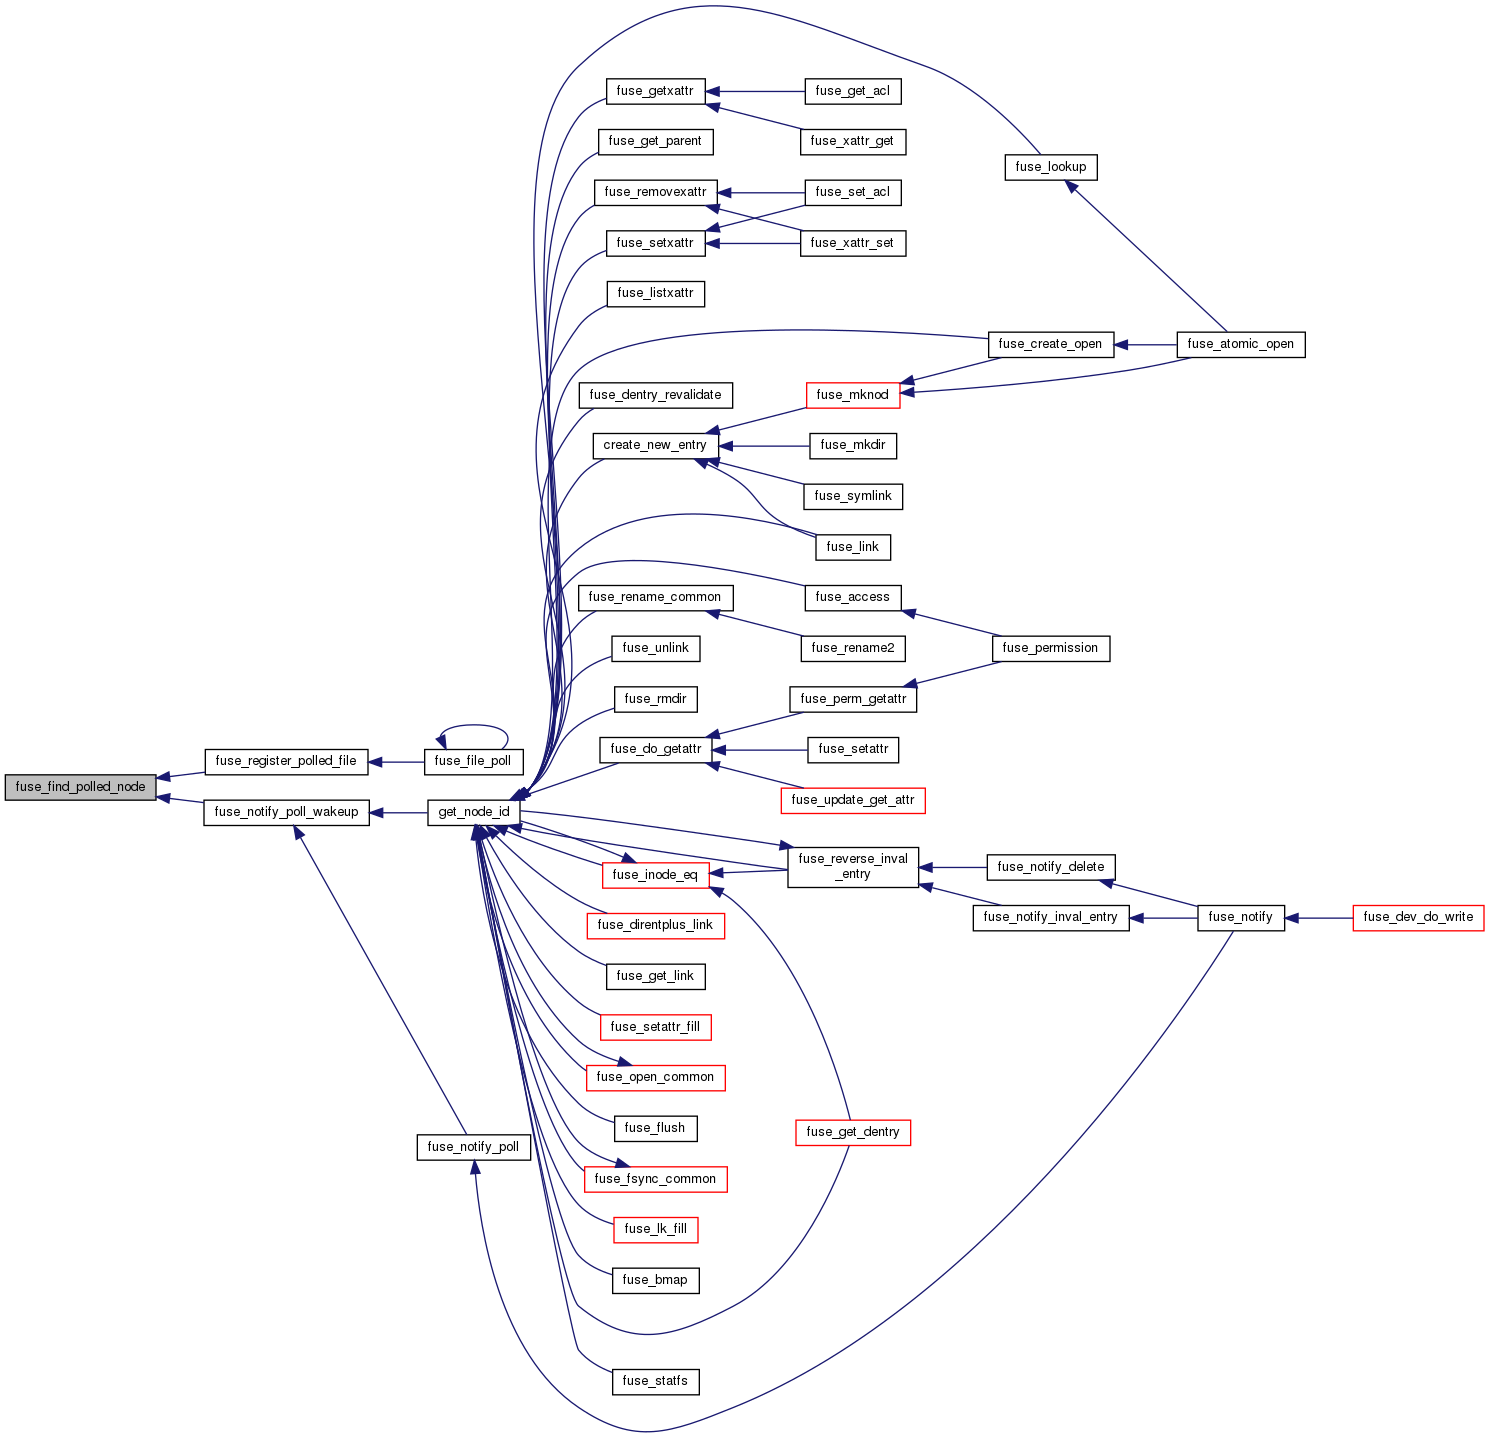 fuse_getxattr
fuse_get_acl
fuse_get_parent
fuse_xattr_get
fuse_lookup
fuse_removexattr
fuse_set_acl
fuse_setxattr
fuse_xattr_set
fuse_listxattr
fuse_create_open
fuse_atomic_open
fuse_dentry_revalidate
fuse_mknod
create_new_entry
fuse_mkdir
fuse_symlink
fuse_link
fuse_rename_common
fuse_access
fuse_unlink
fuse_rename2
fuse_permission
fuse_rmdir
fuse_perm_getattr
fuse_register_polled_file
fuse_file_poll
fuse_do_getattr
fuse_setattr
fuse_find_polled_node
fuse_notify_poll_wakeup
get_node_id
fuse_update_get_attr
fuse_reverse_inval
_entry
fuse_notify_delete
fuse_inode_eq
fuse_direntplus_link
fuse_notify_inval_entry
fuse_notify
fuse_dev_do_write
fuse_get_link
fuse_setattr_fill
fuse_open_common
fuse_flush
fuse_get_dentry
fuse_notify_poll
fuse_fsync_common
fuse_lk_fill
fuse_bmap
fuse_statfs